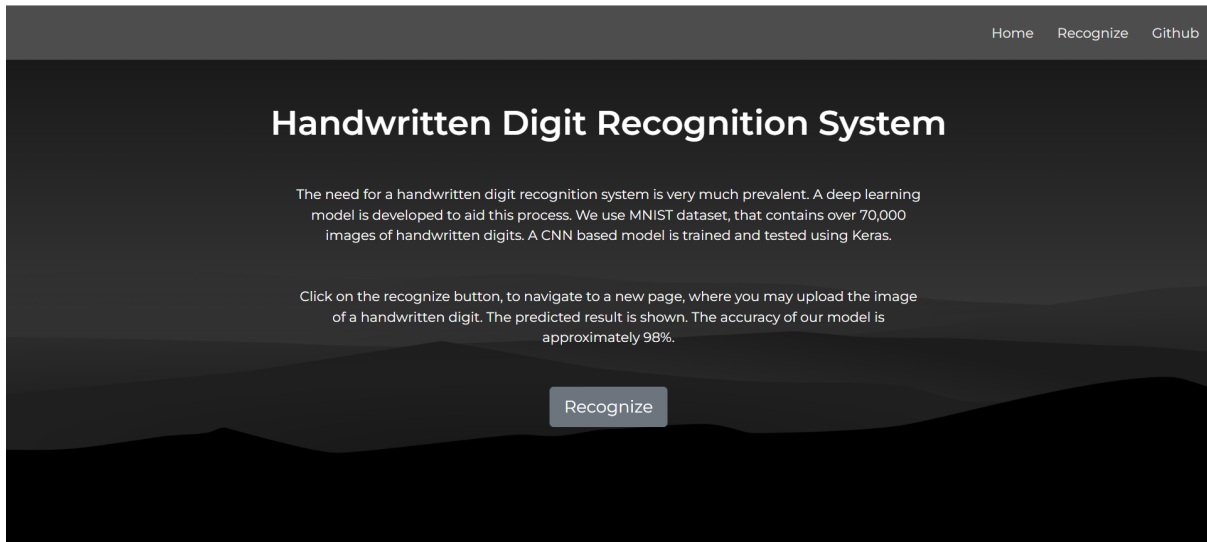 Home Recognize Github
Handwritten Digit Recognition System
The need for a handwritten digit recognition system is very much prevalent. A deep learning
model is developed to aid this process. We use MNIST dataset, that contains over 70,000
images of handwritten digits. A CNN based model is trained and tested using Keras.
Click on the recognize button, to navigate to a new page, where you may upload the image
of a handwritten digit. The predicted result is shown. The accuracy of our model is
approximately 98%.
Recognize